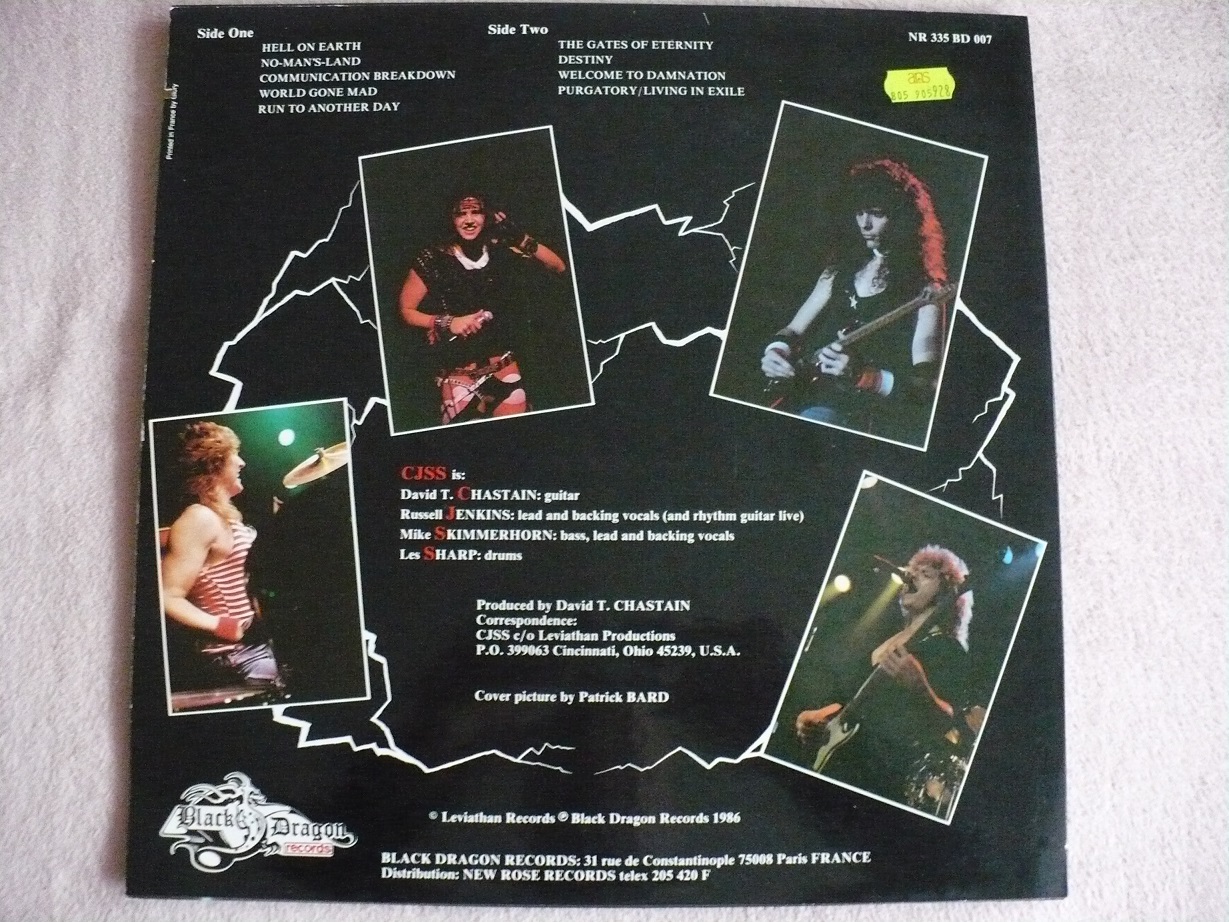 Side One
HELL ON EARTH
NO-MAN'S-LAND
COMMUNICATION BREAKDOWN
WORLD GONE MAD
RUN TO ANOTHER DAY
Side Two
THE GATES OF ETERNITY
DESTINY
WELCOME TO DAMNATION
PURGATORY/LIVING IN EXILE
NR 335 BD 007
805 905928
Printed in France by
CJSS is:
David T. CHASTAIN: guitar
Russell JENKINS: lead and backing vocals (and rhythm guitar live)
Mike SKIMMERHORN: bass, lead and backing vocals
Les SHARP: drums
Produced by David T. CHASTAIN
Correspondence:
CJSS c/o Leviathan Productions
P.O. 399063 Cincinnati, Ohio 45239, U.S.A.
Cover picture by Patrick BARD
Black Dragon
records
© Leviathan Records ℗ Black Dragon Records 1986
BLACK DRAGON RECORDS: 31 rue de Constantinople 75008 Paris FRANCE
Distribution: NEW ROSE RECORDS telex 205 420 F